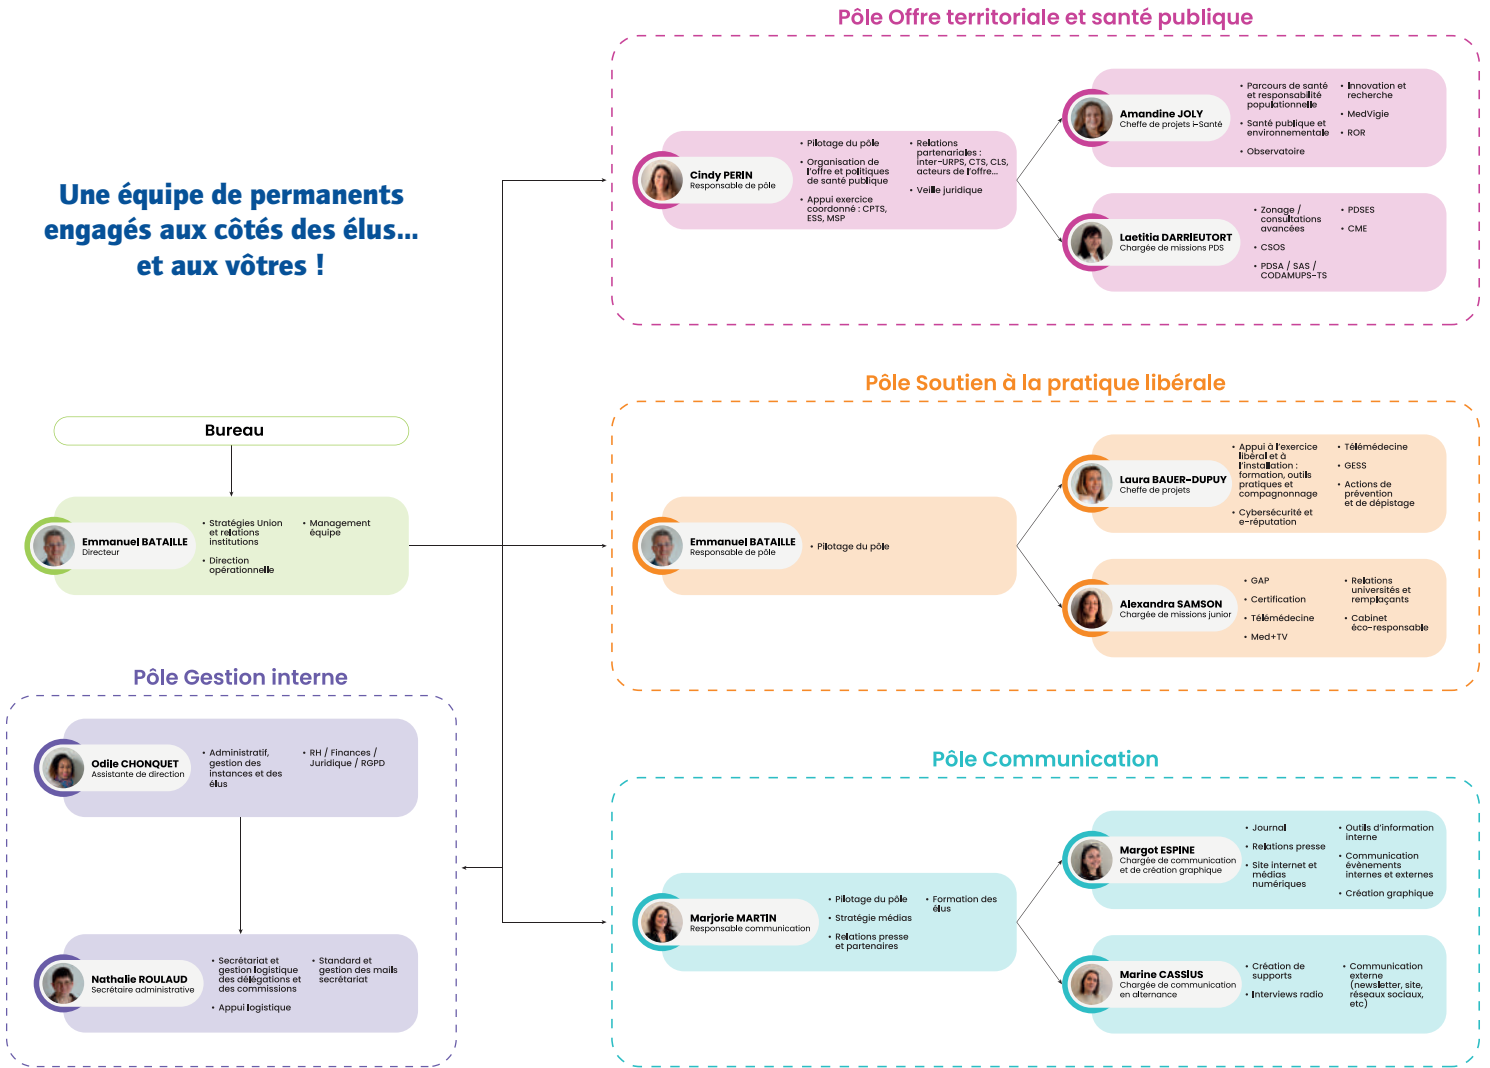 Une équipe de permanents
engagés aux côtés des élus...
et aux vôtres !
Bureau
Emmanuel BATAILLE
Directeur
• Stratégies Union
et relations
institutions
• Direction
opérationnelle
• Management
équipe
Pôle Gestion interne
Odile CHONQUET
Assistante de direction
• Administratif,
gestion des
instances et des
élus
• RH / Finances /
Juridique / RGPD
Nathalie ROULAUD
Secrétaire administrative
• Secrétariat et
gestion logistique
des délégations et
des commissions
• Appui logistique
• Standard et
gestion des mails
secrétariat
Pôle Offre territoriale et santé publique
Cindy PERIN
Responsable de pôle
• Pilotage du pôle
• Organisation de
l'offre et politiques
de santé publique
• Appui exercice
coordonné : CPTS,
ESS, MSP
• Relations
partenariales :
inter-URPS, CTS, CLS,
acteurs de l'offre...
• Veille juridique
Amandine JOLY
Cheffe de projets i-Santé
• Parcours de santé
et responsabilité
populationnelle
• Santé publique et
environnementale
• Observatoire
• Innovation et
recherche
• MedVigie
• ROR
Laetitia DARRIEUTORT
Chargée de missions PDS
• Zonage /
consultations
avancées
• CSOS
• PDSA / SAS /
CODAMUPS-TS
• PDSES
• CME
Pôle Soutien à la pratique libérale
Emmanuel BATAILLE
Responsable de pôle
• Pilotage du pôle
Laura BAUER-DUPUY
Cheffe de projets
• Appui à l'exercice
libéral et à
l'installation :
formation, outils
pratiques et
compagnonnage
• Cybersécurité et
e-réputation
• Télémédecine
• GESS
• Actions de
prévention
et de dépistage
Alexandra SAMSON
Chargée de missions junior
• GAP
• Certification
• Télémédecine
• Med+TV
• Relations
universités et
remplaçants
• Cabinet
éco-responsable
Pôle Communication
Marjorie MARTIN
Responsable communication
• Pilotage du pôle
• Stratégie médias
• Relations presse
et partenaires
• Formation des
élus
Margot ESPINE
Chargée de communication
et de création graphique
• Journal
• Relations presse
• Site internet et
médias
numériques
• Outils d'information
interne
• Communication
évènements
internes et externes
• Création graphique
Marine CASSIUS
Chargée de communication
en alternance
• Création de
supports
• Interviews radio
• Communication
externe
(newsletter, site,
réseaux sociaux,
etc)